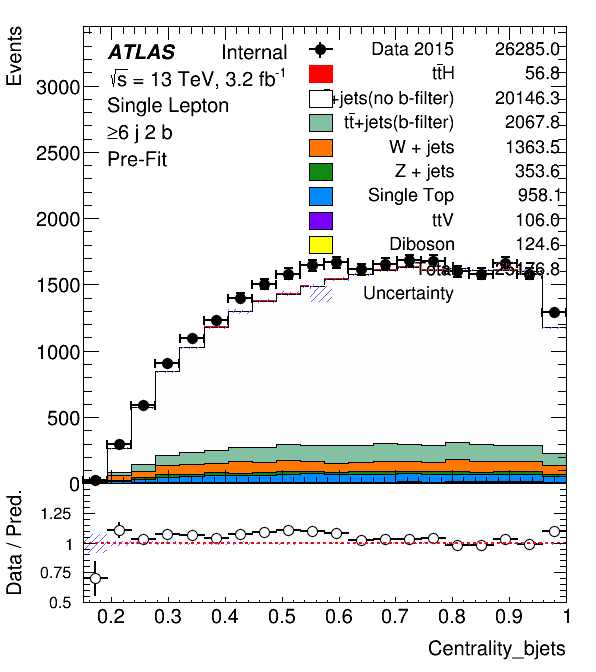 Events
ATLAS Internal
√s = 13 TeV, 3.2 fb-1
Single Lepton
≥6 j 2 b
Pre-Fit
Data 2015 26285.0
tt̄H 56.8
+jets(no b-filter) 20146.3
tt̄+jets(b-filter) 2067.8
W + jets 1363.5
Z + jets 353.6
Single Top 958.1
ttV 106.0
Diboson 124.6
Uncertainty
3000
2500
2000
1500
1000
500
0
Data / Pred.
1.25
1
0.75
0.5
0.2 0.3 0.4 0.5 0.6 0.7 0.8 0.9 1
Centrality_bjets